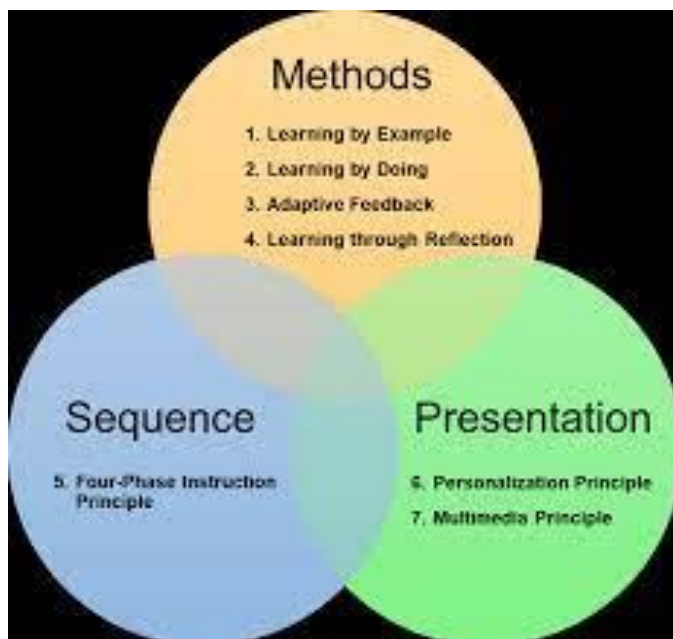 Methods
1. Learning by Example
2. Learning by Doing
3. Adaptive Feedback
4. Learning through Reflection
Sequence
5. Four-Phase Instruction
Principle
Presentation
6. Personalization Principle
7. Multimedia Principle